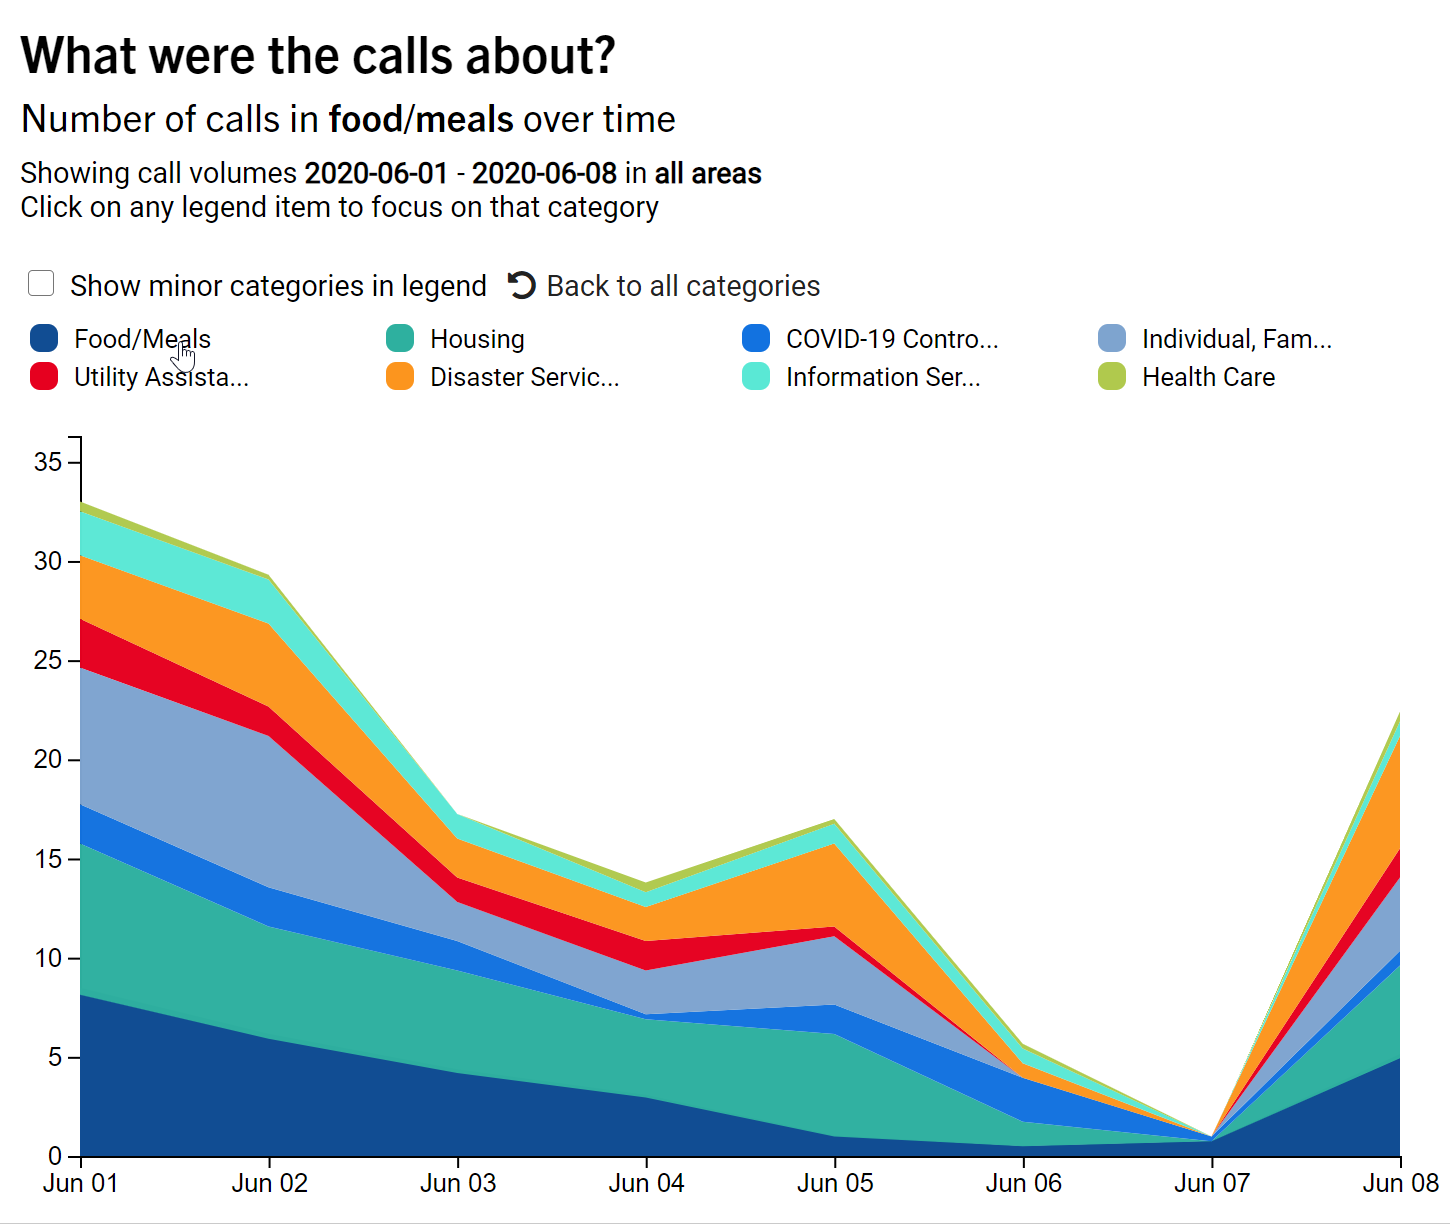 What were the calls about?
Number of calls in food/meals over time
Showing call volumes 2020-06-01 - 2020-06-08 in all areas
Click on any legend item to focus on that category
Show minor categories in legend Back to all categories
Food/Meals Housing COVID-19 Contro... Individual, Fam...
Utility Assista... Disaster Servic... Information Ser... Health Care
35
30
25
20
15
10
5
0
Jun 01 Jun 02 Jun 03 Jun 04 Jun 05 Jun 06 Jun 07 Jun 08